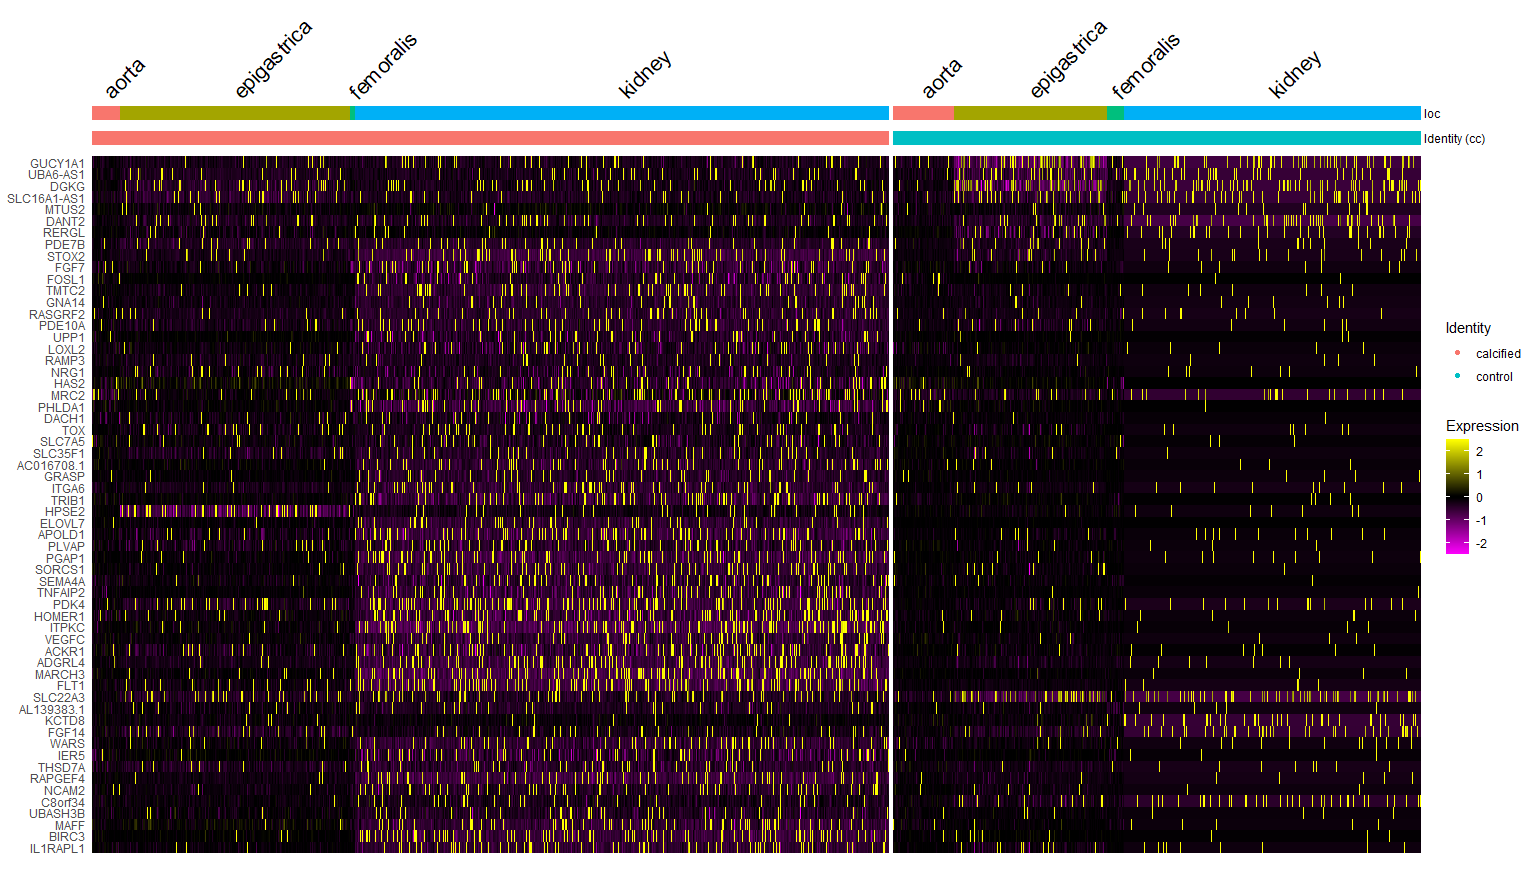 aorta epigastrica femoralis kidney aorta epigastrica femoralis kidney
loc
Identity (cc)
GUCY1A1
UBA6-AS1
DGKG
SLC16A1-AS1
MTUS2
DANT2
RERGL
PDE7B
STOX2
FGF7
FOSL1
TMTC2
GNA14
RASGRF2
PDE10A
UPP1
LOXL2
RAMP3
NRG1
HAS2
MRC2
PHLDA1
DACH1
TOX
SLC7A5
SLC35F1
AC016708.1
GRASP
ITGA6
TRIB1
HPSE2
ELOVL7
APOLD1
PLVAP
PGAP1
SORCS1
SEMA4A
TNFAIP2
PDK4
HOMER1
ITPKC
VEGFC
ACKR1
ADGRL4
MARCH3
FLT1
SLC22A3
AL139383.1
KCTD8
FGF14
WARS
IER5
THSD7A
RAPGEF4
NCAM2
C8orf34
UBASH3B
MAFF
BIRC3
IL1RAPL1
Identity
calcified
control
Expression
2
1
0
-1
-2